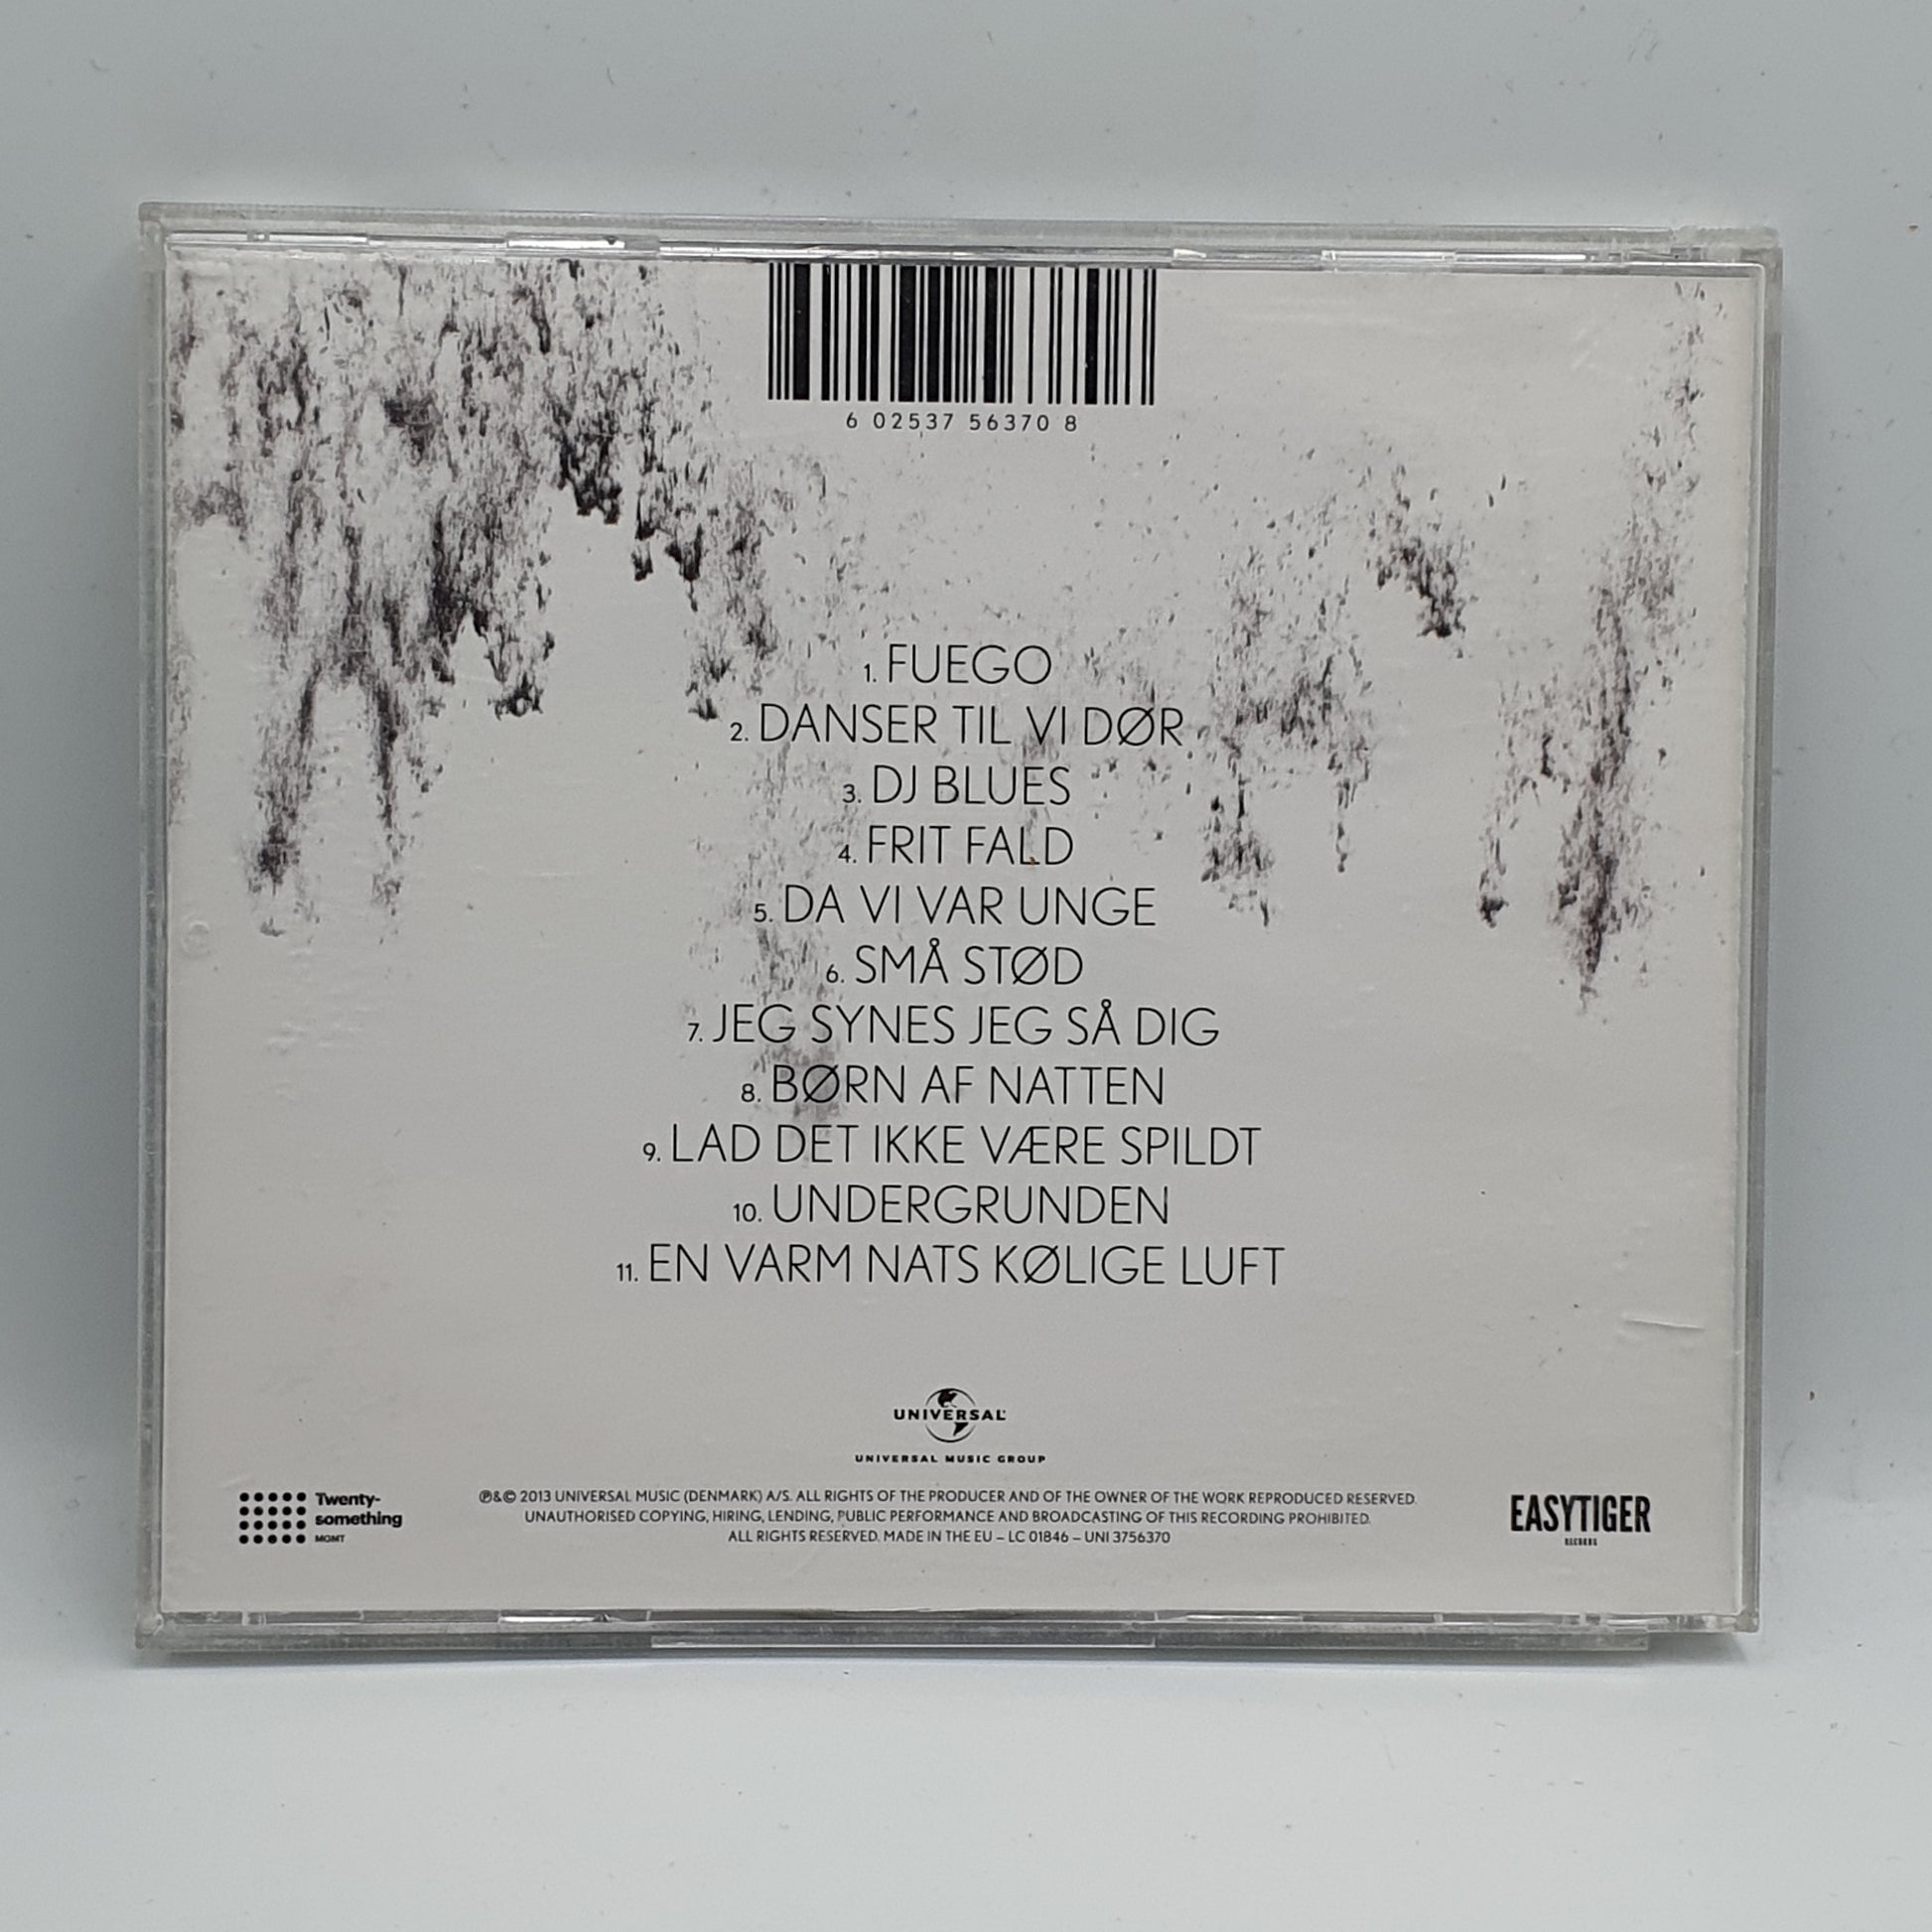 6 02537 56370 8
1. FUEGO
2. DANSER TIL VI DØR
3. DJ BLUES
4. FRIT FALD
5. DA VI VAR UNGE
6. SMÅ STØD
7. JEG SYNES JEG SÅ DIG
8. BØRN AF NATTEN
9. LAD DET IKKE VÆRE SPILDT
10. UNDERGRUNDEN
11. EN VARM NATS KØLIGE LUFT
UNIVERSAL
UNIVERSAL MUSIC GROUP
Twenty-
something
MGMT
℗&© 2013 UNIVERSAL MUSIC (DENMARK) A/S. ALL RIGHTS OF THE PRODUCER AND OF THE OWNER OF THE WORK REPRODUCED RESERVED.
UNAUTHORISED COPYING, HIRING, LENDING, PUBLIC PERFORMANCE AND BROADCASTING OF THIS RECORDING PROHIBITED.
ALL RIGHTS RESERVED. MADE IN THE EU – LC 01846 – UNI 3756370
EASYTIGER
RECORDS